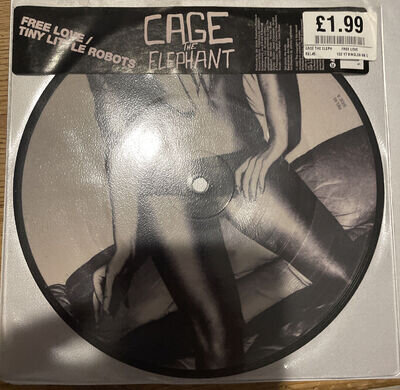 FREE LOVE /
TINY LITTLE ROBOTS
CAGE
THE
ELEPHANT
£1.99
CAGE THE ELEPH
FREE LOVE